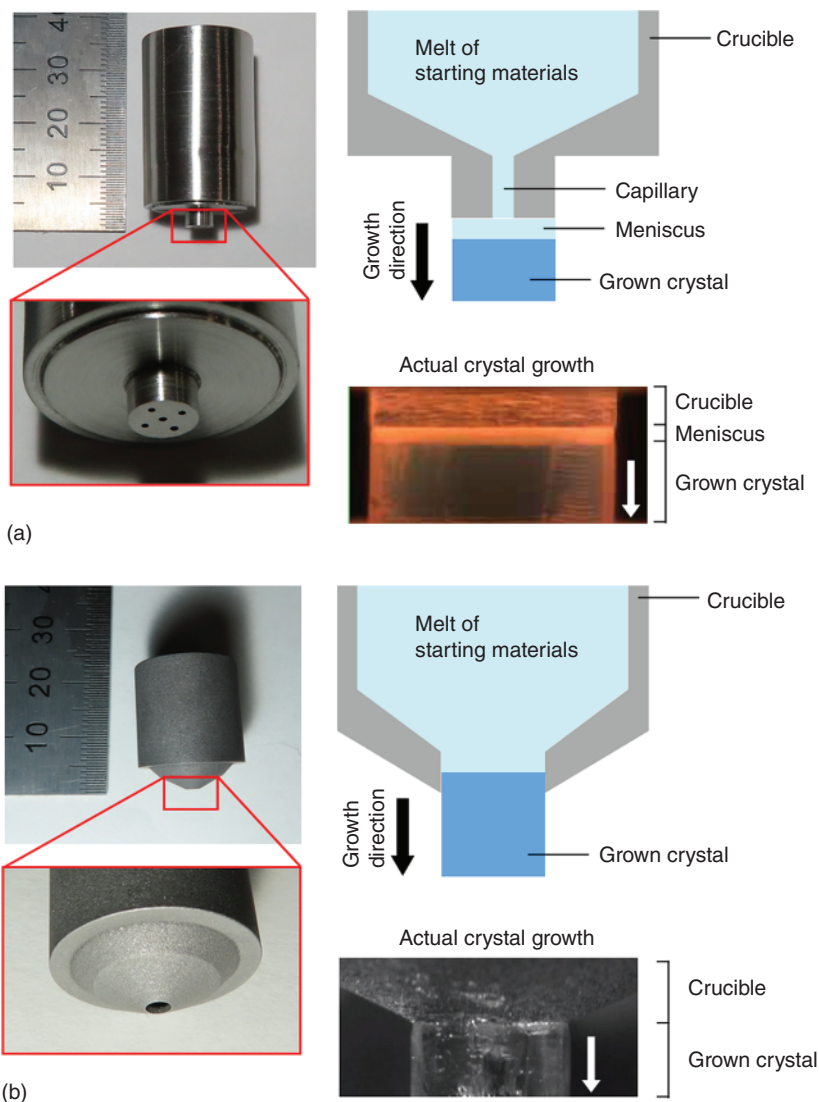 40
30
20
10
Melt of
starting materials
Crucible
Capillary
Meniscus
Grown crystal
Growth
direction
Actual crystal growth
Crucible
Meniscus
Grown crystal
(a)
30
20
10
Melt of
starting materials
Crucible
Growth
direction
Grown crystal
Actual crystal growth
Crucible
Grown crystal
(b)